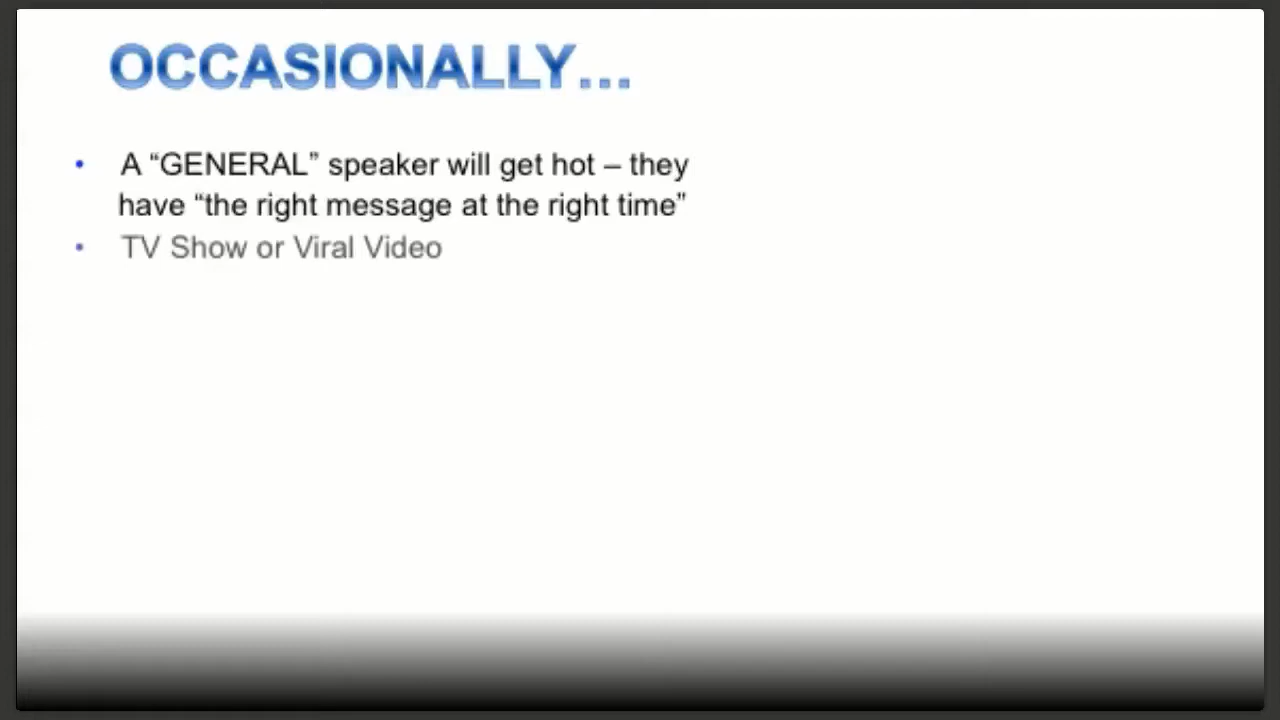 OCCASIONALLY...
• A “GENERAL” speaker will get hot – they
have “the right message at the right time”
• TV Show or Viral Video